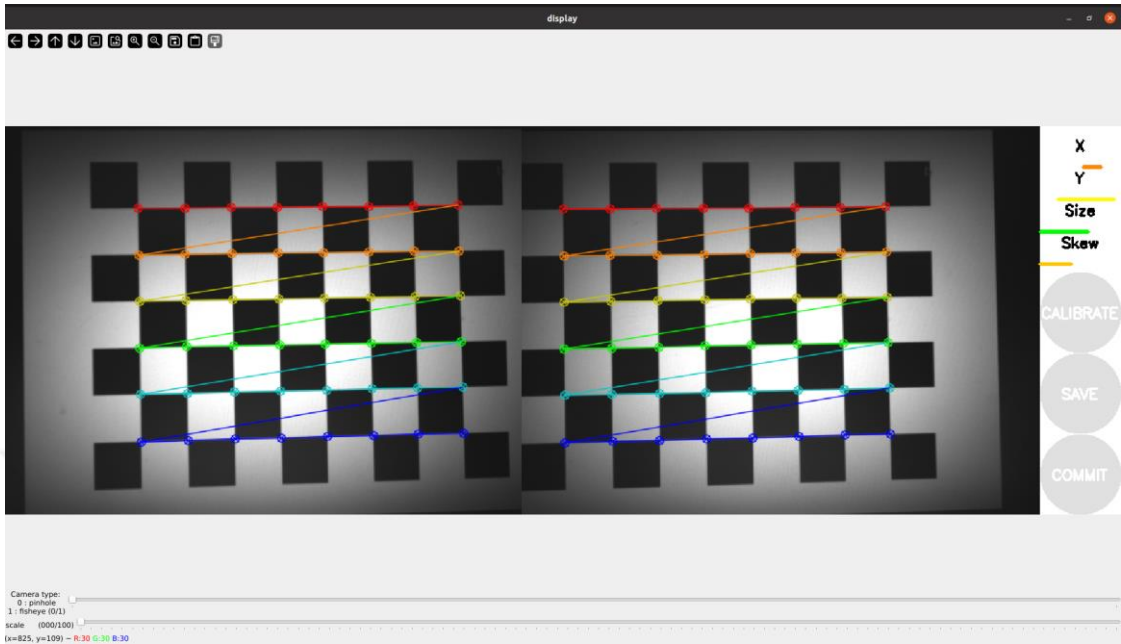 display
X
Y
Size
Skew
CALIBRATE
SAVE
COMMIT
Camera type:
0 : pinhole
1 : fisheye (0/1)
scale (000/100)
(x=825, y=109) ~ R:30 G:30 B:30